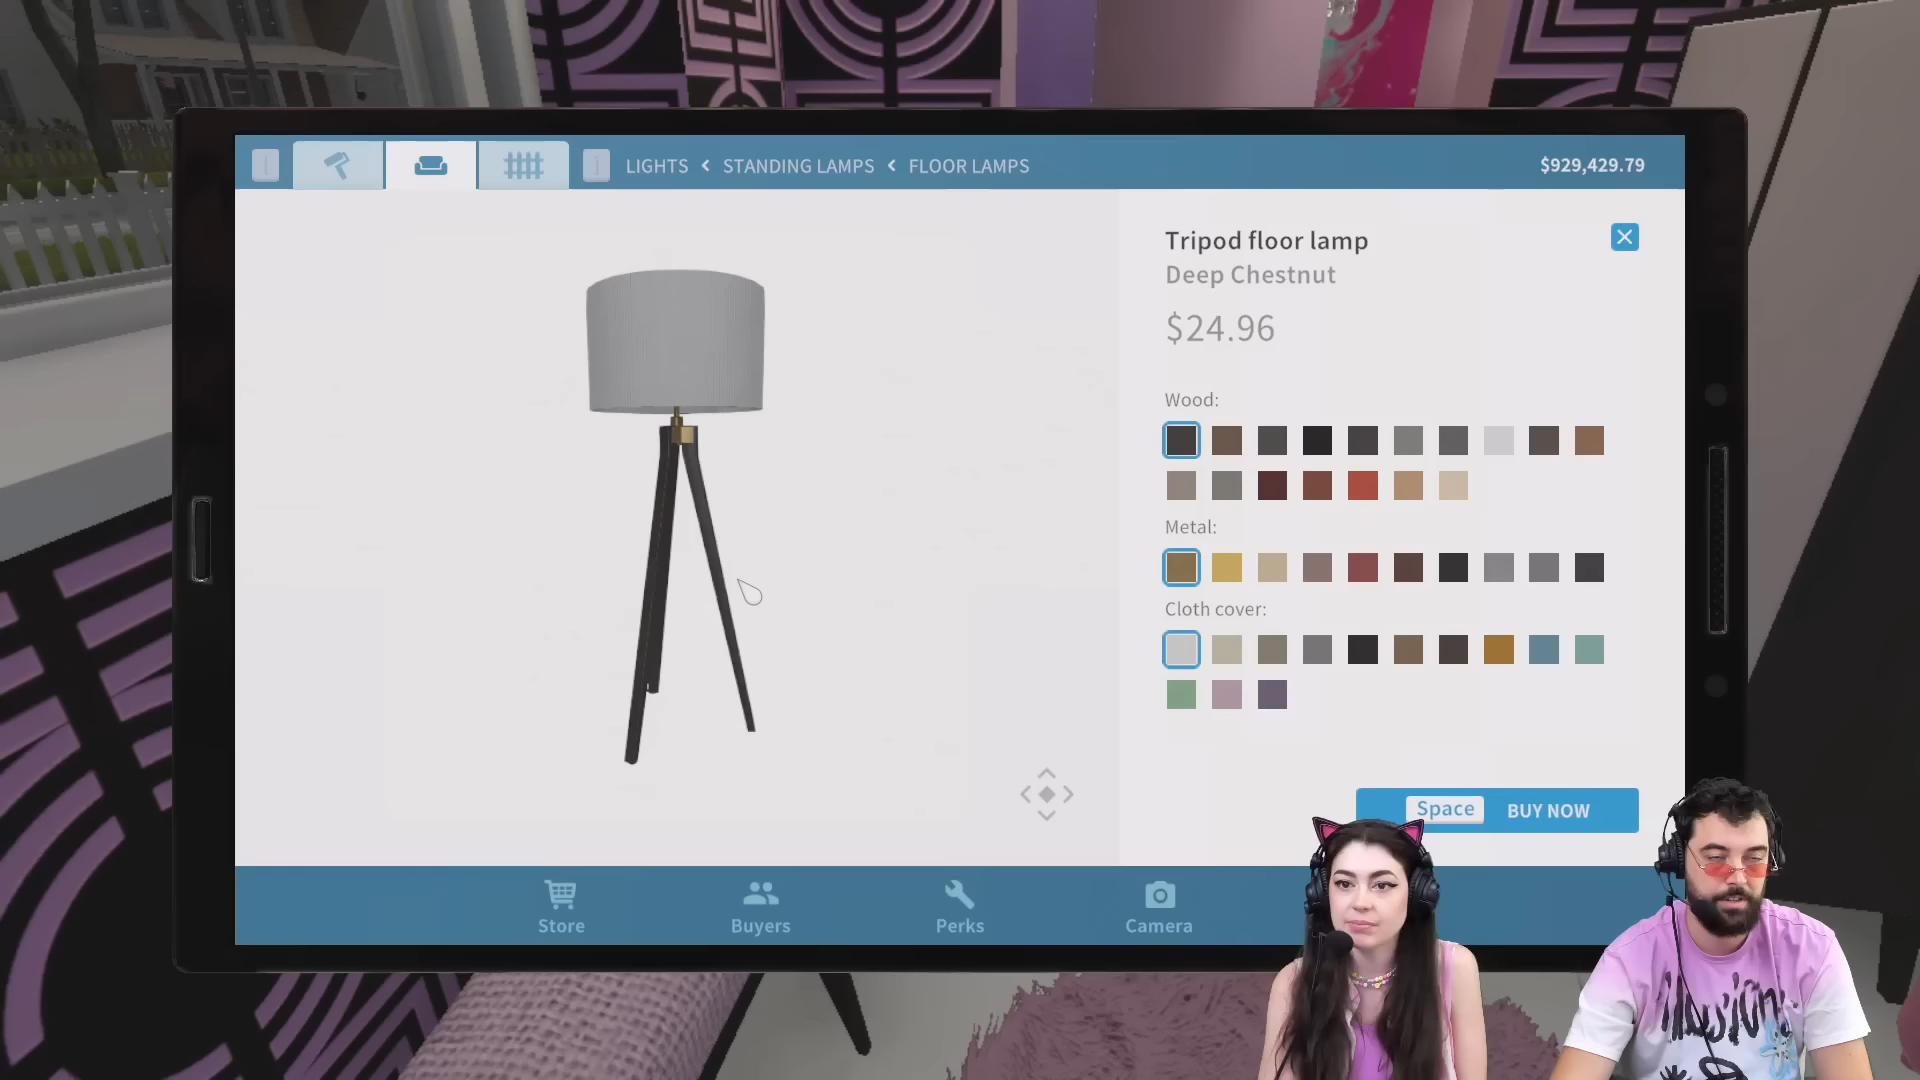 LIGHTS < STANDING LAMPS < FLOOR LAMPS
$929,429.79
Tripod floor lamp
Deep Chestnut
$24.96
Wood:
Metal:
Cloth cover:
Space BUY NOW
Store
Buyers
Perks
Camera
illusion